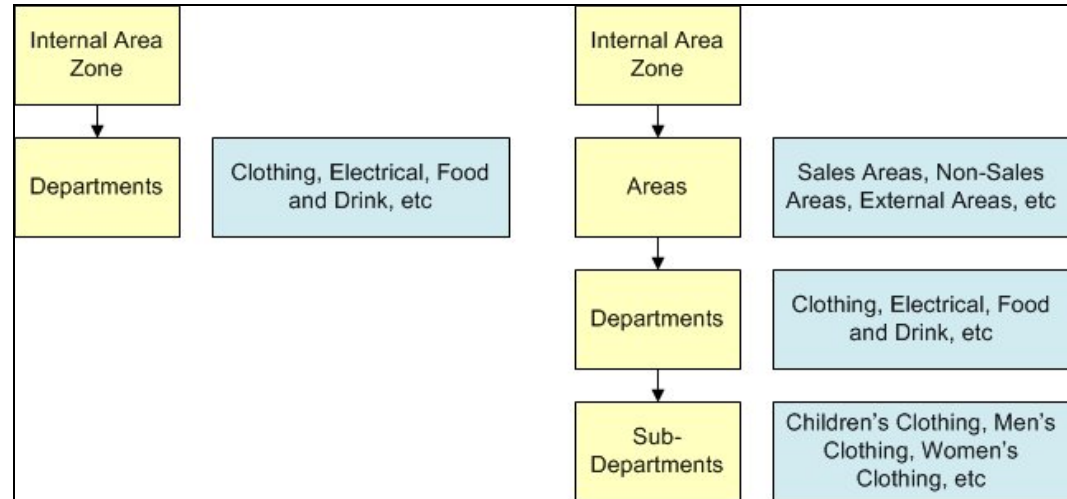 Internal Area
Zone
Departments
Clothing, Electrical, Food
and Drink, etc
Internal Area
Zone
Areas
Sales Areas, Non-Sales
Areas, External Areas, etc
Departments
Clothing, Electrical, Food
and Drink, etc
Sub-
Departments
Children's Clothing, Men's
Clothing, Women's
Clothing, etc